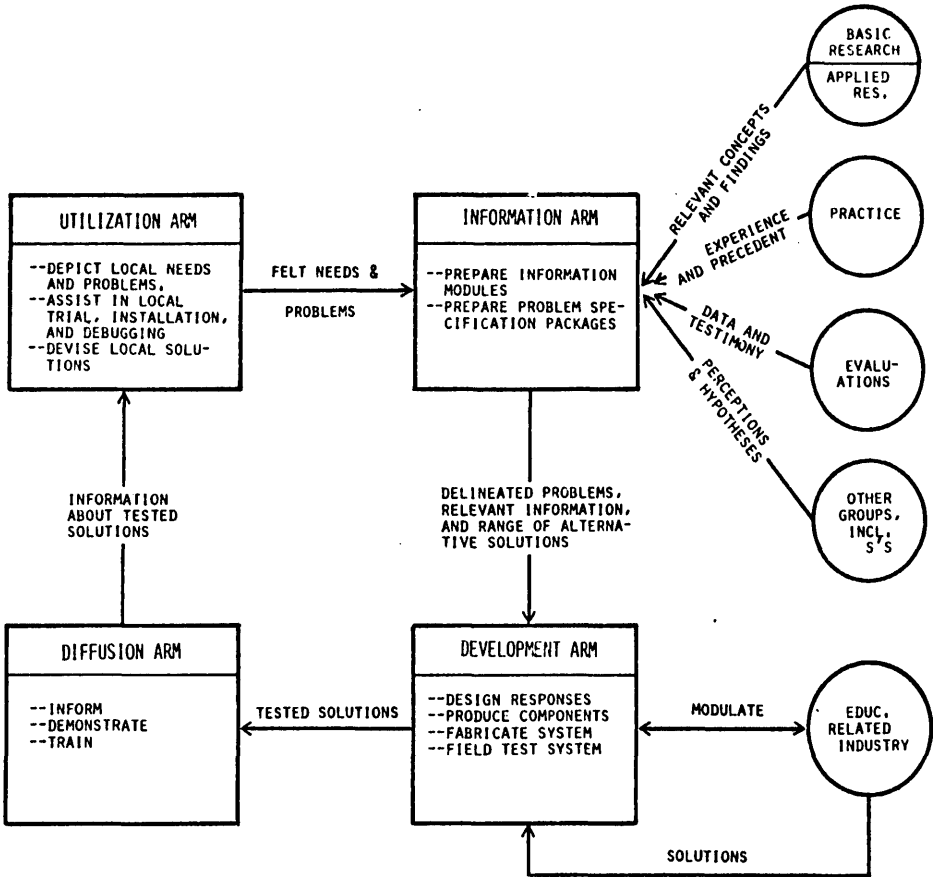 BASIC
RESEARCH
APPLIED
RES.
RELEVANT CONCEPTS
AND FINDINGS
PRACTICE
EXPERIENCE
AND PRECEDENT
EVALU-
ATIONS
DATA AND
TESTIMONY
OTHER
GROUPS,
INCL.
S'S
PERCEPTIONS
& HYPOTHESES
UTILIZATION ARM
--DEPICT LOCAL NEEDS
AND PROBLEMS.
--ASSIST IN LOCAL
TRIAL, INSTALLATION,
AND DEBUGGING
--DEVISE LOCAL SOLU-
TIONS
FELT NEEDS &
PROBLEMS
INFORMATION ARM
--PREPARE INFORMATION
MODULES
--PREPARE PROBLEM SPE-
CIFICATION PACKAGES
INFORMATION
ABOUT TESTED
SOLUTIONS
DELINEATED PROBLEMS,
RELEVANT INFORMATION,
AND RANGE OF ALTERNA-
TIVE SOLUTIONS
DIFFUSION ARM
--INFORM
--DEMONSTRATE
--TRAIN
TESTED SOLUTIONS
DEVELOPMENT ARM
--DESIGN RESPONSES
--PRODUCE COMPONENTS
--FABRICATE SYSTEM
--FIELD TEST SYSTEM
MODULATE
EDUC.
RELATED
INDUSTRY
SOLUTIONS